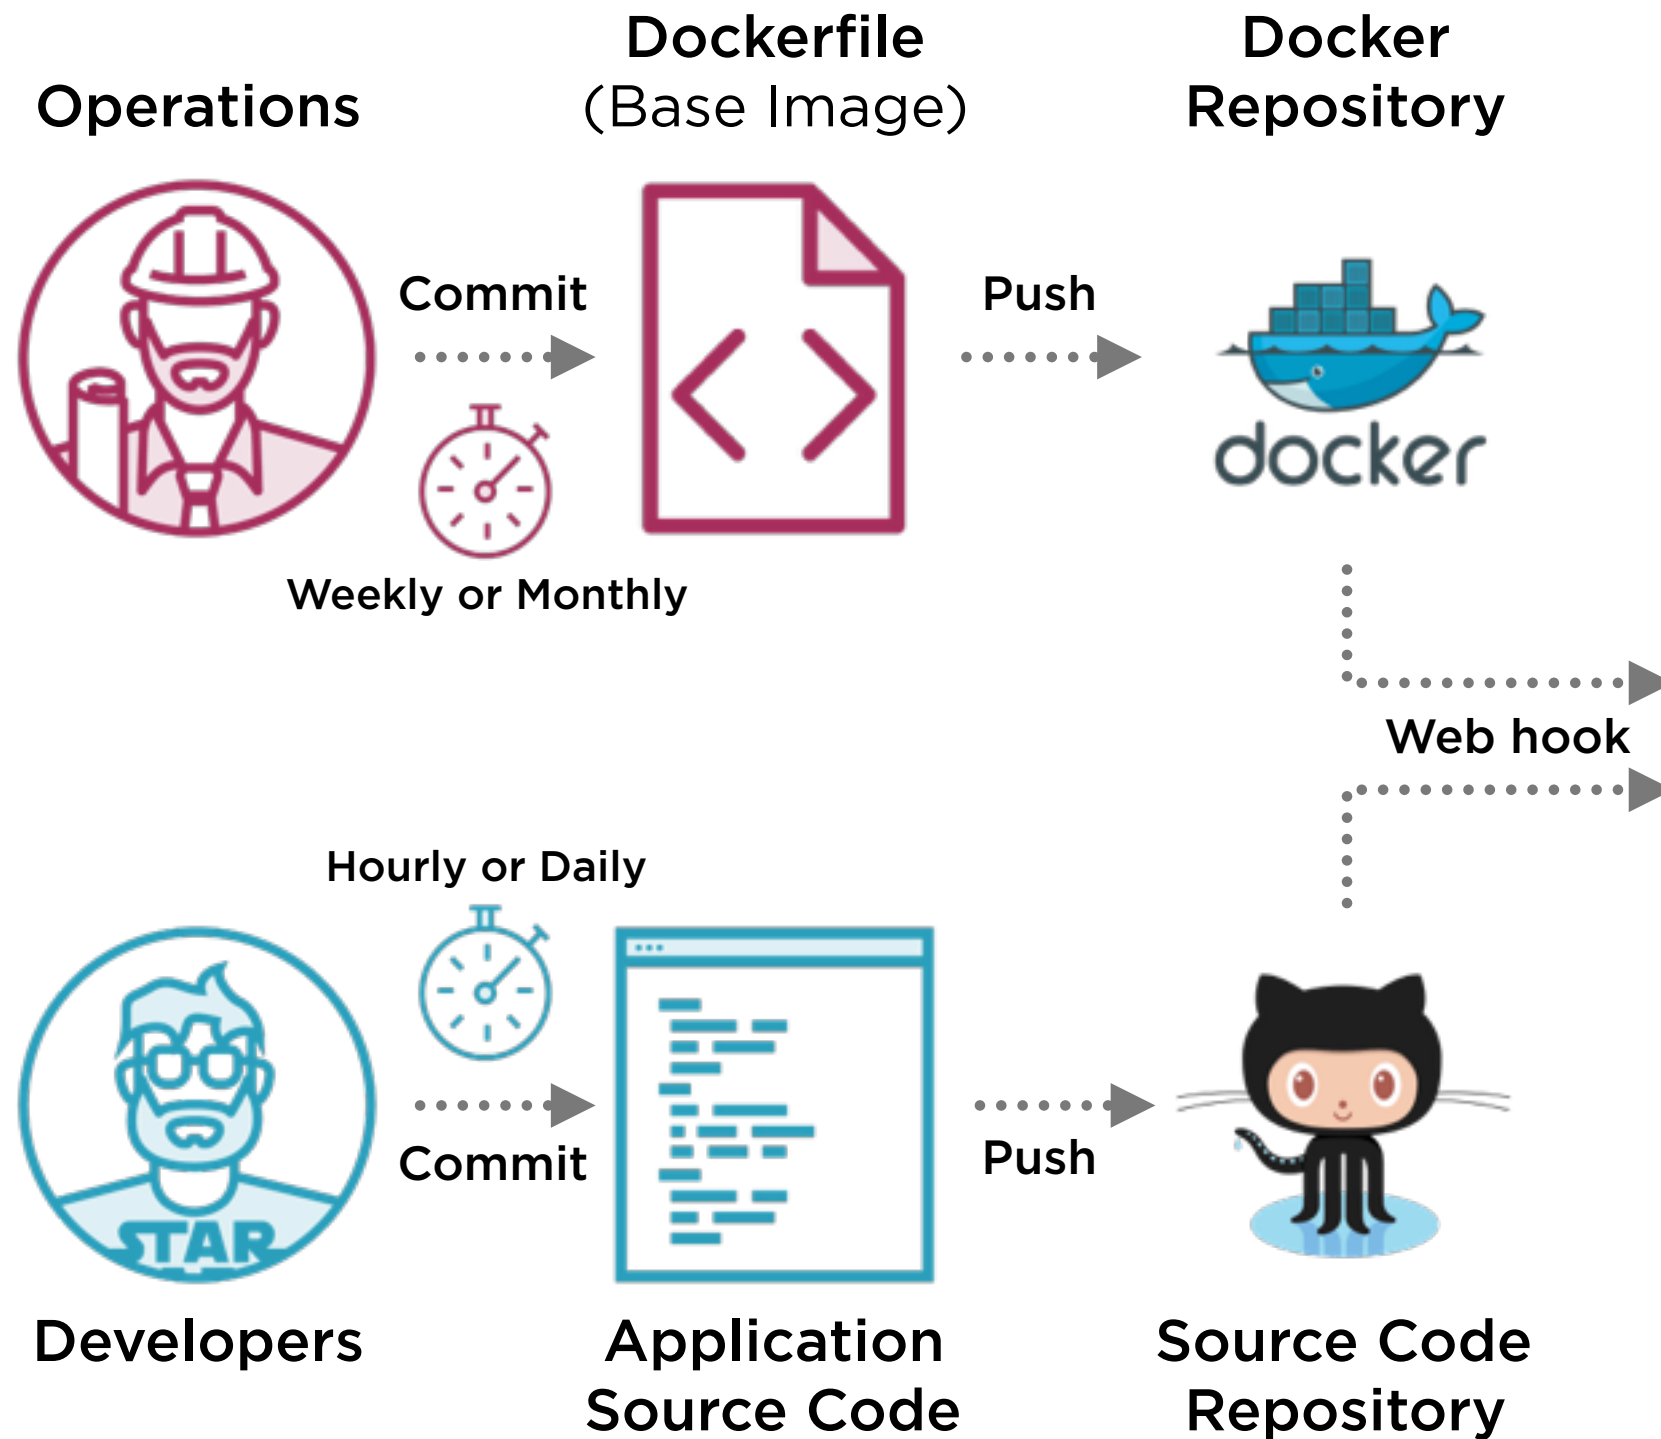 Operations
Dockerfile
(Base Image)
Docker
Repository
Commit
Push
docker
Weekly or Monthly
Web hook
Hourly or Daily
Commit
Push
STAR
Developers
Application
Source Code
Source Code
Repository